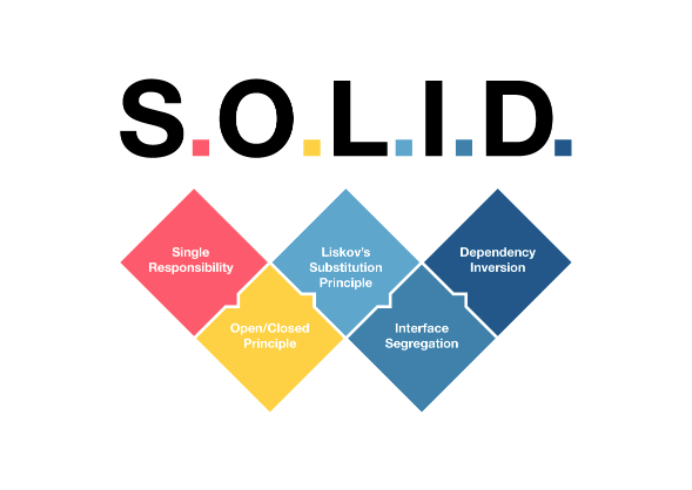 S.O.L.I.D.
Single
Responsibility
Open/Closed
Principle
Liskov's
Substitution
Principle
Interface
Segregation
Dependency
Inversion